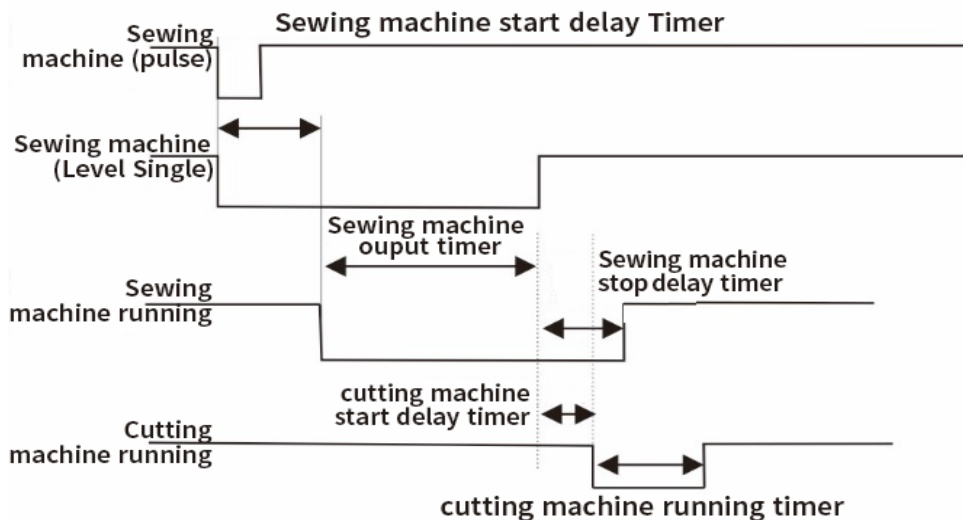 Sewing machine start delay Timer
Sewing
machine (pulse)
Sewing machine
(Level Single)
Sewing machine
ouput timer
Sewing machine
stop delay timer
Sewing
machine running
cutting machine
start delay timer
Cutting
machine running
cutting machine running timer